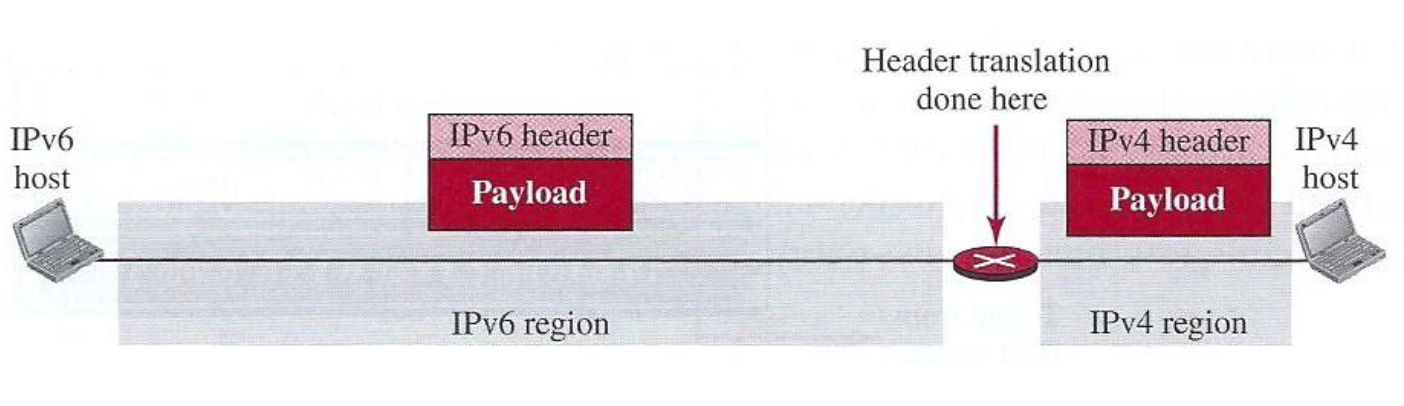 Header translation
done here
IPv6
host
IPv6 header
Payload
IPv4 header
Payload
IPv4
host
IPv6 region
IPv4 region